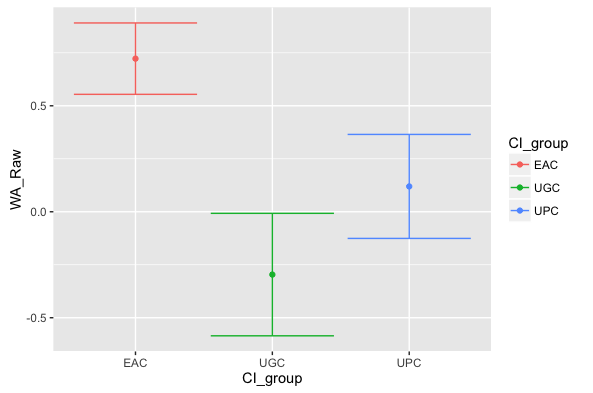 WA_Raw
0.5
0.0
-0.5
EAC UGC UPC
CI_group
CI_group
EAC
UGC
UPC